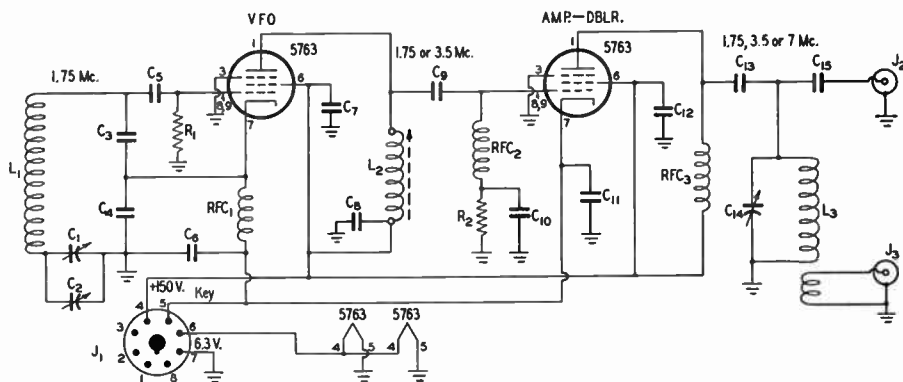 VFO
AMP.-DBLR.
1
5763
1.75 Mc.
C5
3
8,9
6
7
R1
C7
1.75 or 3.5 Mc.
C9
1
5763
3
8,9
6
7
C12
1.75, 3.5 or 7 Mc.
C13
C15
J2
L1
C3
C4
RFC1
L2
C8
RFC2
R2
C10
C11
RFC3
C14
L3
J3
C1
C2
C6
+150 V.
Key
4
5
3
6
6.3 V.
2
7
1
8
J1
5763
5763
4
5
4
5